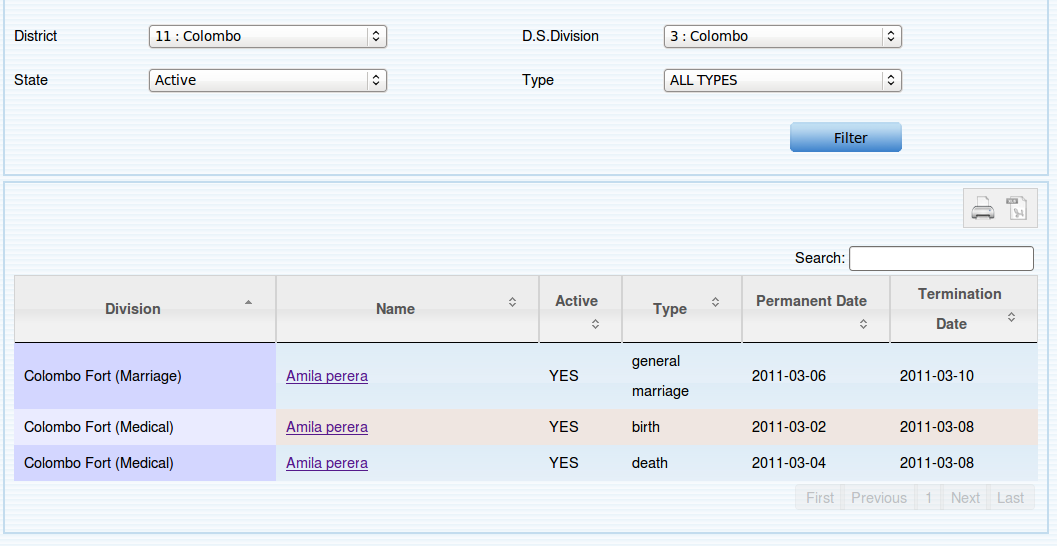 District 11 : Colombo D.S.Division 3 : Colombo
State Active Type ALL TYPES
Filter
Search:
Division Name Active Type Permanent Date Termination Date
Colombo Fort (Marriage) Amila perera YES general marriage 2011-03-06 2011-03-10
Colombo Fort (Medical) Amila perera YES birth 2011-03-02 2011-03-08
Colombo Fort (Medical) Amila perera YES death 2011-03-04 2011-03-08
First Previous 1 Next Last